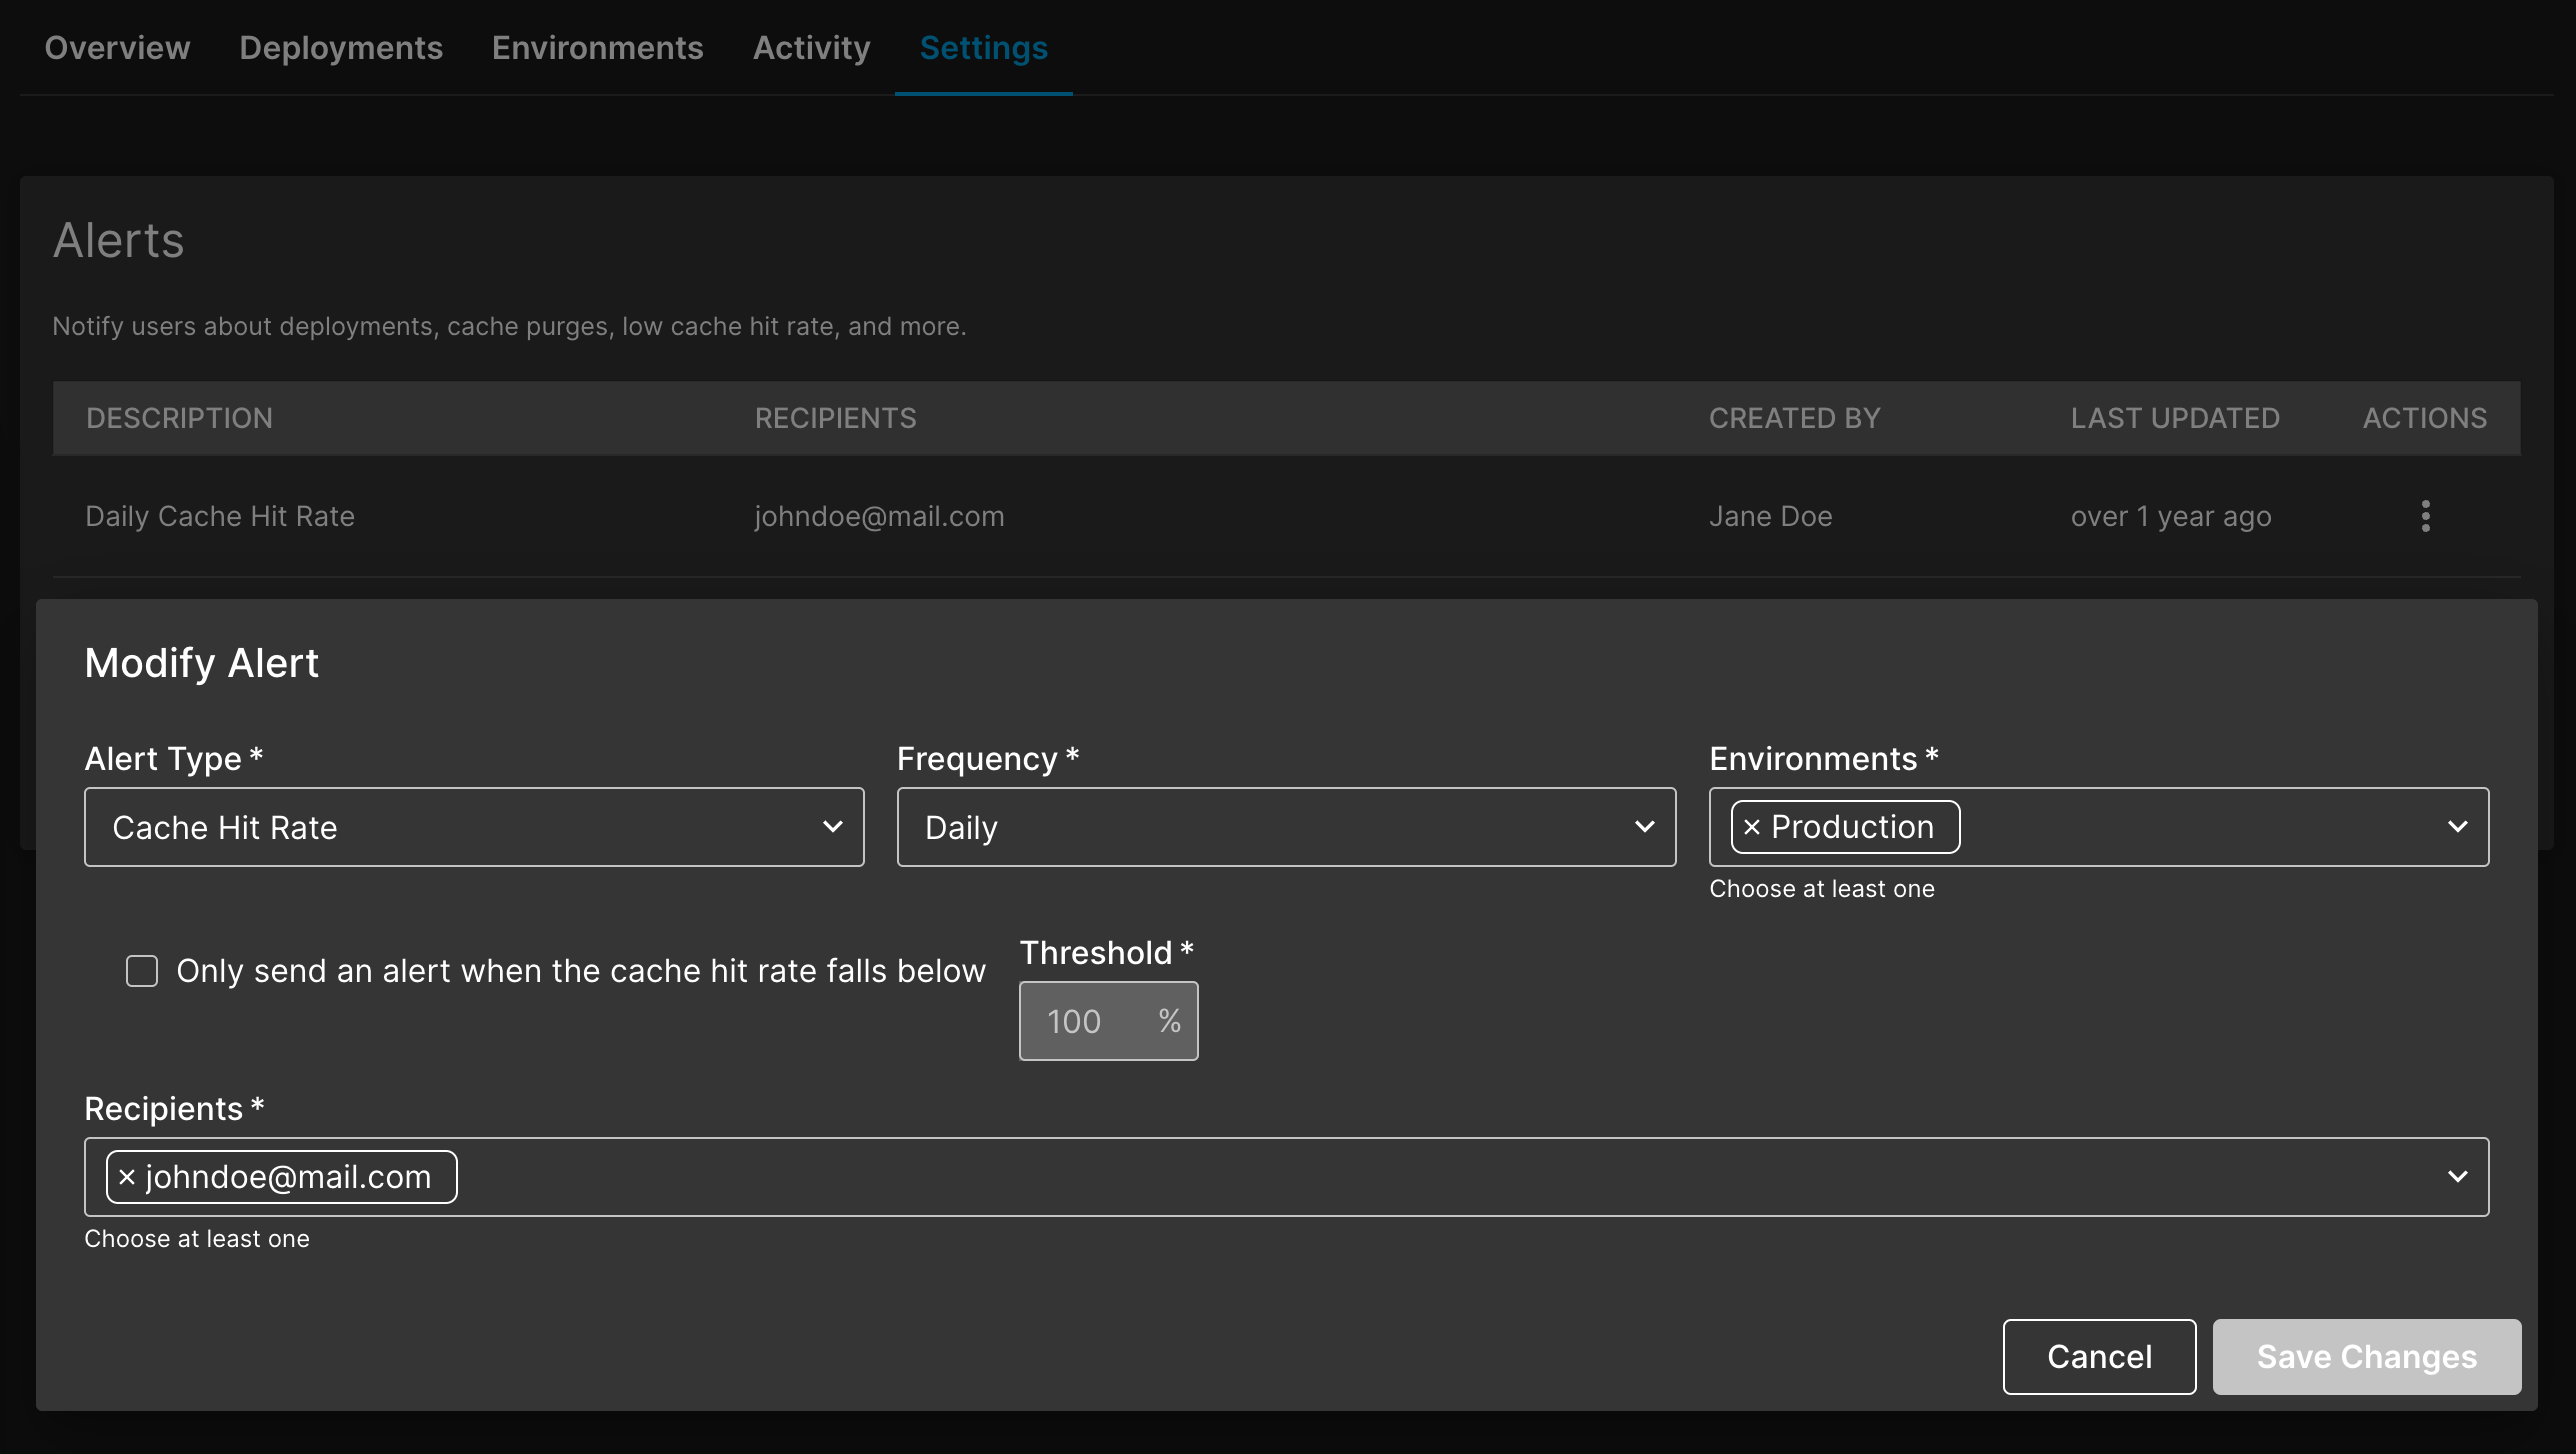 Overview Deployments Environments Activity Settings
Alerts
Notify users about deployments, cache purges, low cache hit rate, and more.
DESCRIPTION RECIPIENTS CREATED BY LAST UPDATED ACTIONS
Daily Cache Hit Rate johndoe@mail.com Jane Doe over 1 year ago
Modify Alert
Alert Type * Frequency * Environments *
Cache Hit Rate Daily × Production
Choose at least one
Threshold *
Only send an alert when the cache hit rate falls below
100 %
Recipients *
× johndoe@mail.com
Choose at least one
Cancel Save Changes